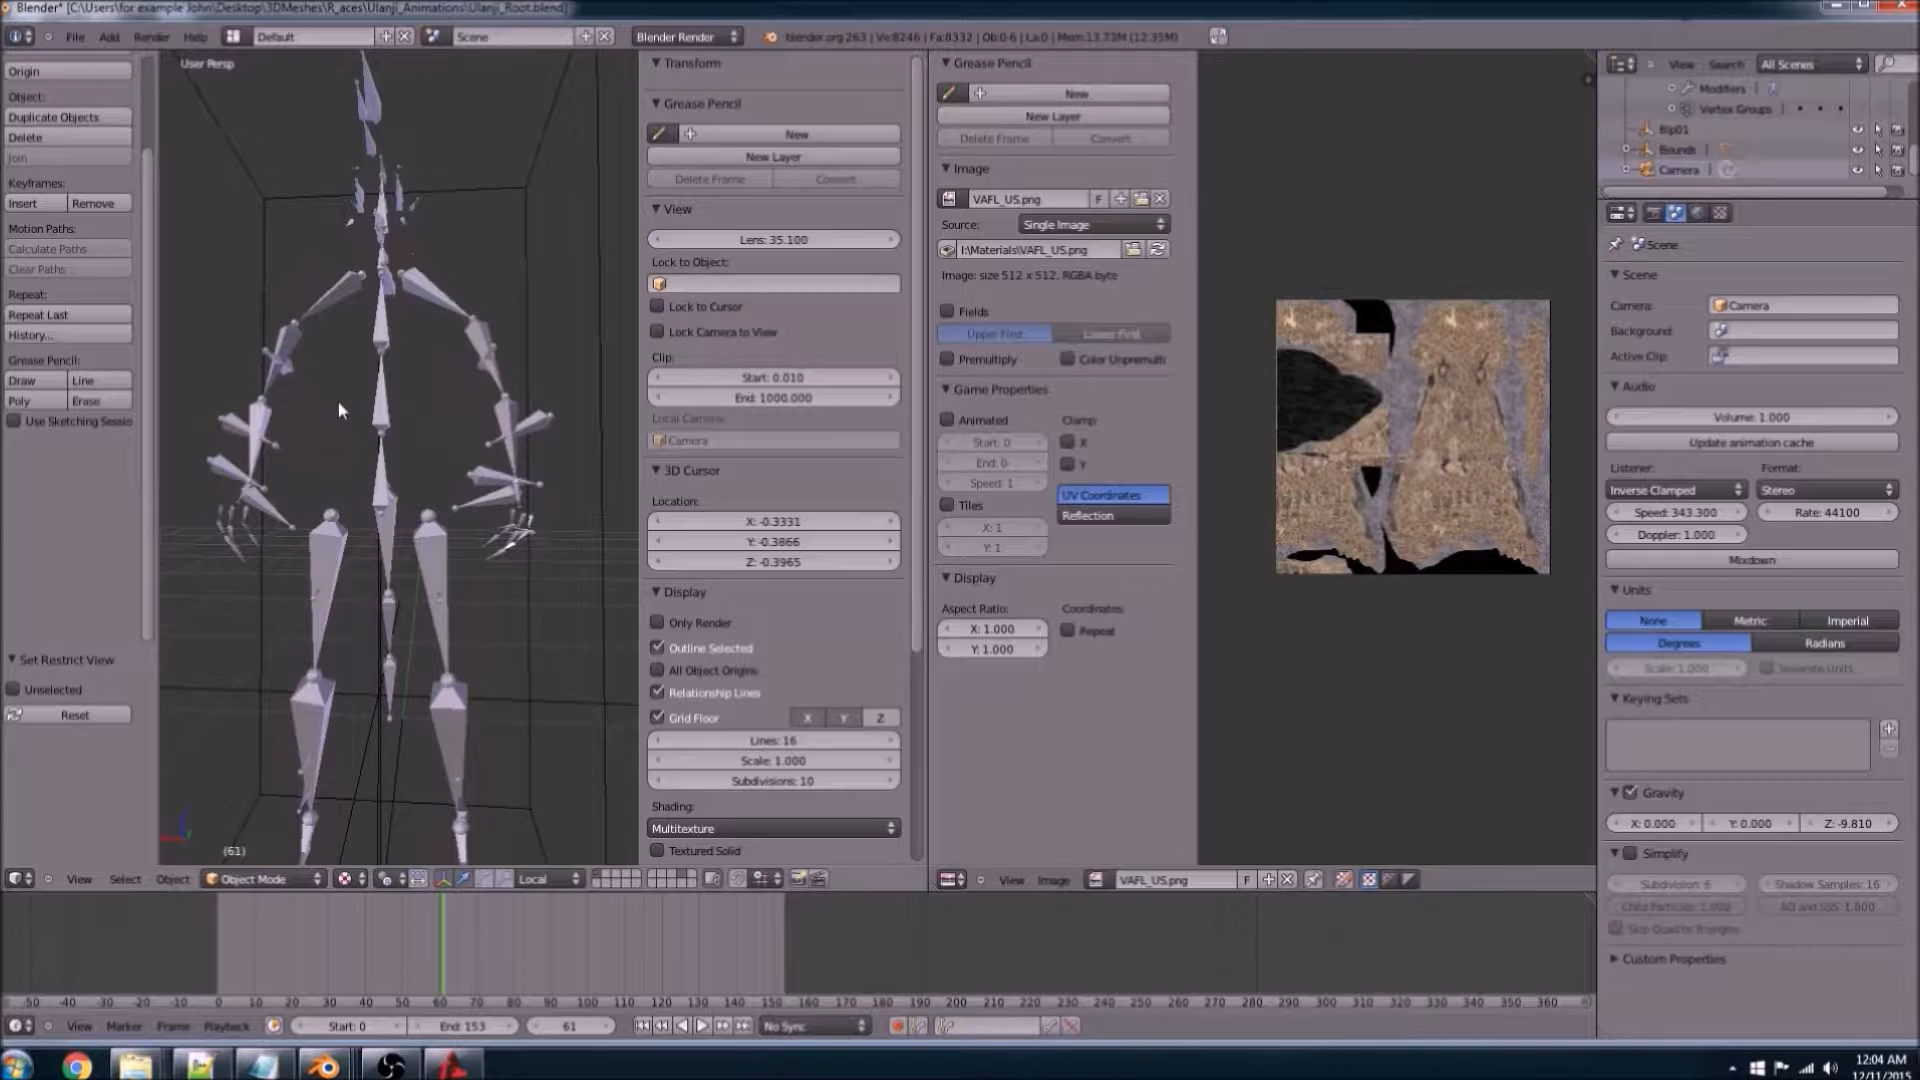 Blender* [C:\Users\for example John\Desktop\3DMeshes\R_aces\Ulanji_Animations\Ulanji_Root.blend]
File Add Render Help Default Scene Blender Render blender.org 263 | Ve:8246 | Fa:8332 | Ob:0-6 | La:0 | Mem:13.73M (12.35M)
Origin
Object:
Duplicate Objects
Delete
Join
Keyframes:
Insert Remove
Motion Paths:
Calculate Paths
Clear Paths
Repeat:
Repeat Last
History...
Grease Pencil:
Draw Line
Poly Erase
Use Sketching Sessio
Set Restrict View
Unselected
Reset
User Persp
(61)
Transform
Grease Pencil
New
New Layer
Delete Frame Convert
View
Lens: 35.100
Lock to Object:
Lock to Cursor
Lock Camera to View
Clip:
Start: 0.010
End: 1000.000
Local Camera:
Camera
3D Cursor
Location:
X: -0.3331
Y: -0.3866
Z: -0.3965
Display
Only Render
Outline Selected
All Object Origins
Relationship Lines
Grid Floor X Y Z
Lines: 16
Scale: 1.000
Subdivisions: 10
Shading:
Multitexture
Textured Solid
View Select Object Object Mode Local
Grease Pencil
New
New Layer
Delete Frame Convert
Image
VAFL_US.png F
Source: Single Image
I:\Materials\VAFL_US.png
Image: size 512 x 512, RGBA byte
Fields
Upper First Lower First
Premultiply Color Unpremulti
Game Properties
Animated Clamp:
Start: 0 X
End: 0 Y
Speed: 1
Tiles UV Coordinates
X: 1 Reflection
Y: 1
Display
Aspect Ratio: Coordinates:
X: 1.000 Repeat
Y: 1.000
View Image VAFL_US.png F
View Search All Scenes
Modifiers
Vertex Groups
Bip01
Bounds
Camera
Scene
Scene
Camera: Camera
Background:
Active Clip:
Audio
Volume: 1.000
Update animation cache
Listener: Format:
Inverse Clamped Stereo
Speed: 343.300 Rate: 44100
Doppler: 1.000
Mixdown
Units
None Metric Imperial
Degrees Radians
Scale: 1.000 Separate Units
Keying Sets
Gravity
X: 0.000 Y: 0.000 Z: -9.810
Simplify
Subdivision: 6 Shadow Samples: 16
Child Particles: 1.000 AO and SSS: 1.000
Skip Quad to Triangles
Custom Properties
-50 -40 -30 -20 -10 0 10 20 30 40 50 60 70 80 90 100 110 120 130 140 150 160 170 180 190 200 210 220 230 240 250 260 270 280 290 300 310 320 330 340 350 360
View Marker Frame Playback Start: 0 End: 153 61 No Sync
12:04 AM
12/11/2015